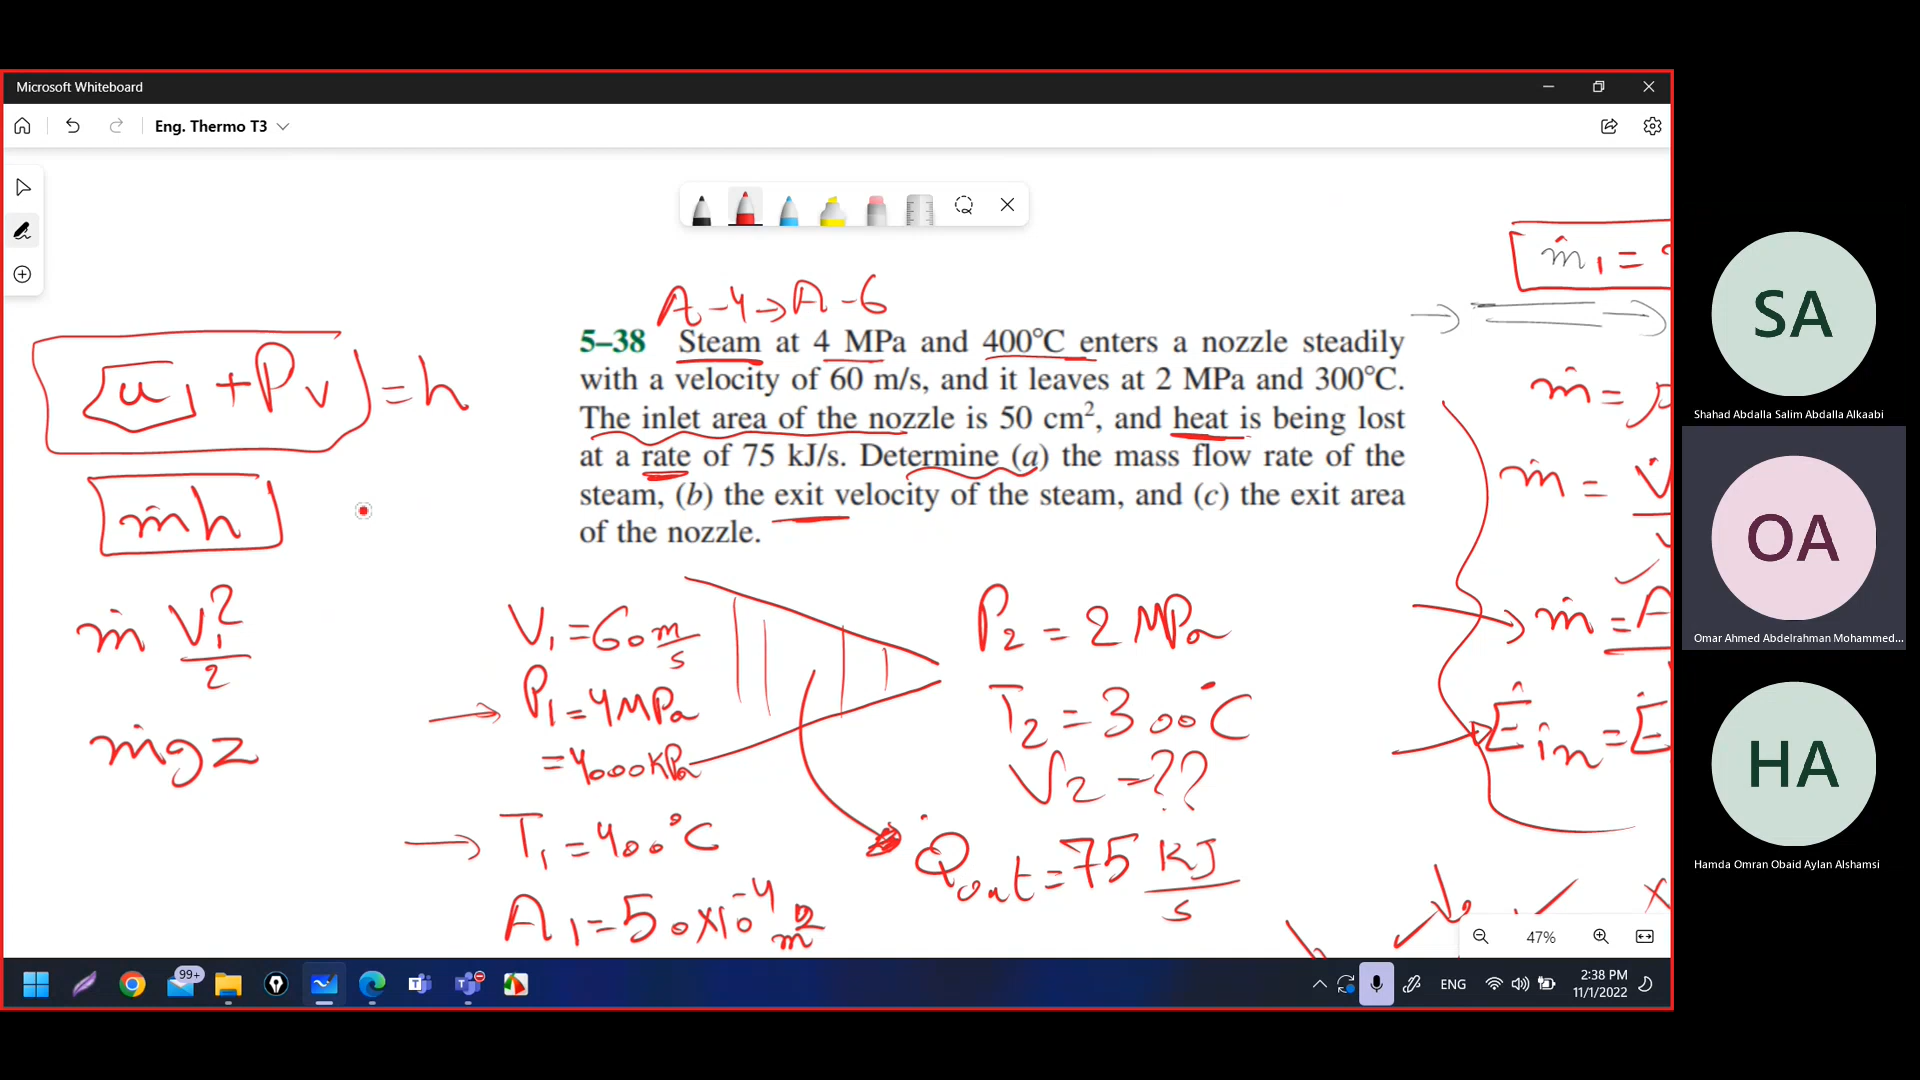 Microsoft Whiteboard
Eng. Thermo T3
A-4→A-6
5–38 Steam at 4 MPa and 400°C enters a nozzle steadily
with a velocity of 60 m/s, and it leaves at 2 MPa and 300°C.
The inlet area of the nozzle is 50 cm², and heat is being lost
at a rate of 75 kJ/s. Determine (a) the mass flow rate of the
steam, (b) the exit velocity of the steam, and (c) the exit area
of the nozzle.
u1 + Pv = h
ṁh
ṁ V1²/2
ṁgz
V1 = 60 m/s
P1 = 4MPa
= 4000KPa
T1 = 400°C
A1 = 50×10⁻⁴ m²
P2 = 2 MPa
T2 = 300°C
V2 = ??
Q̇out = 75 KJ/s
ṁ1 =
ṁ =
ṁ =
ṁ = A
Ėin = Ė
47%
SA
Shahad Abdalla Salim Abdalla Alkaabi
OA
Omar Ahmed Abdelrahman Mohammed...
HA
Hamda Omran Obaid Aylan Alshamsi
99+
ENG
2:38 PM
11/1/2022